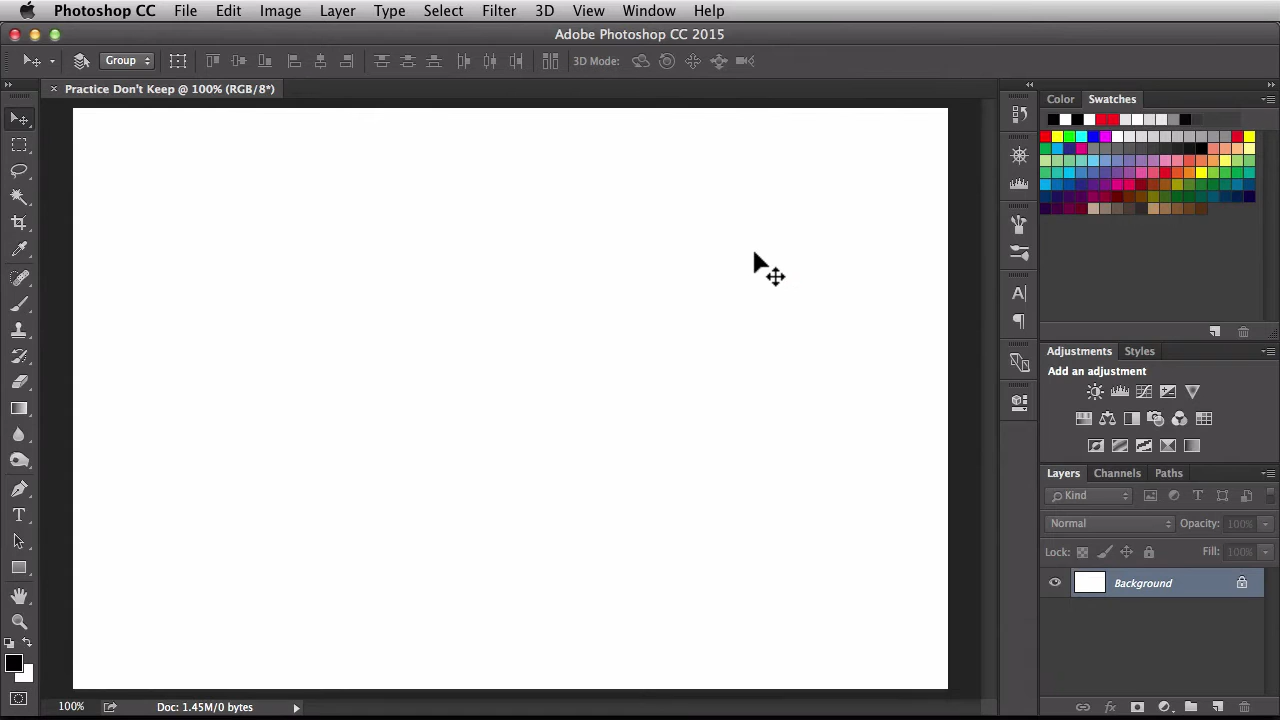 Photoshop CC File Edit Image Layer Type Select Filter 3D View Window Help
Adobe Photoshop CC 2015
Group 3D Mode:
Practice Don't Keep @ 100% (RGB/8*)
Color Swatches
Adjustments Styles
Add an adjustment
Layers Channels Paths
Kind
Normal Opacity: 100%
Lock: Fill: 100%
Background
100% Doc: 1.45M/0 bytes